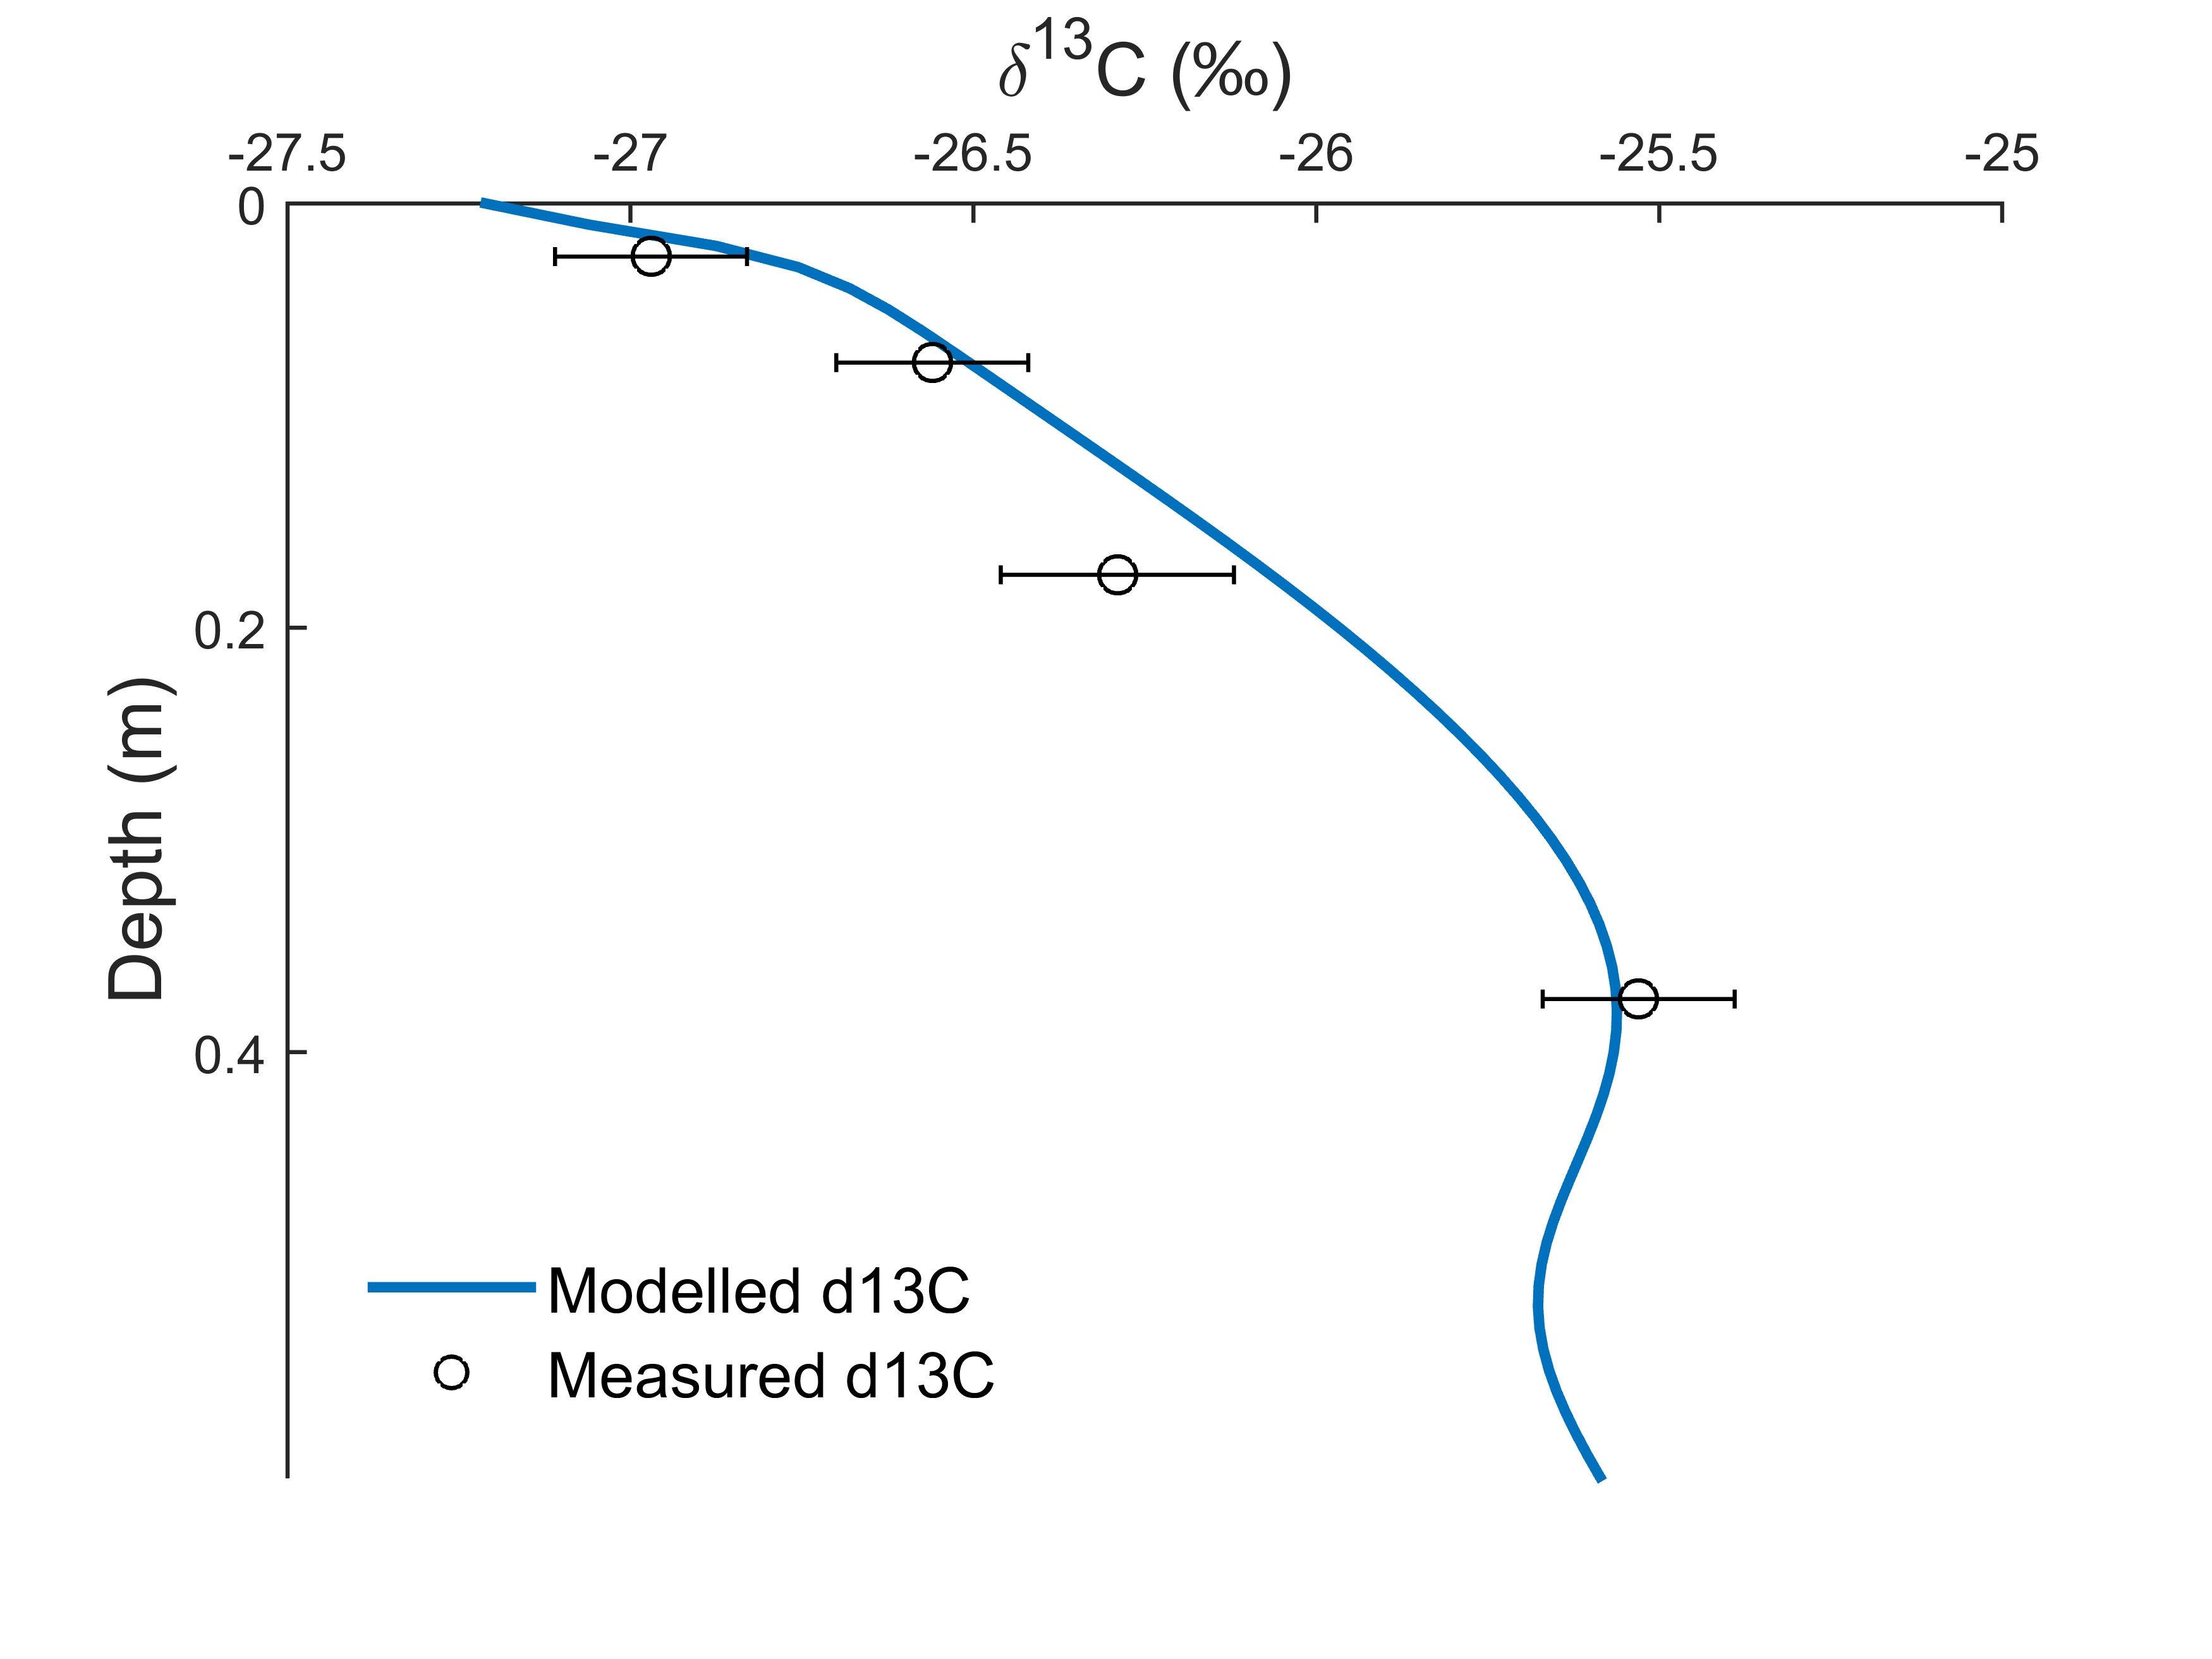 δ¹³C (‰)
-27.5 -27 -26.5 -26 -25.5 -25
0
0.2
0.4
Depth (m)
Modelled d13C
Measured d13C